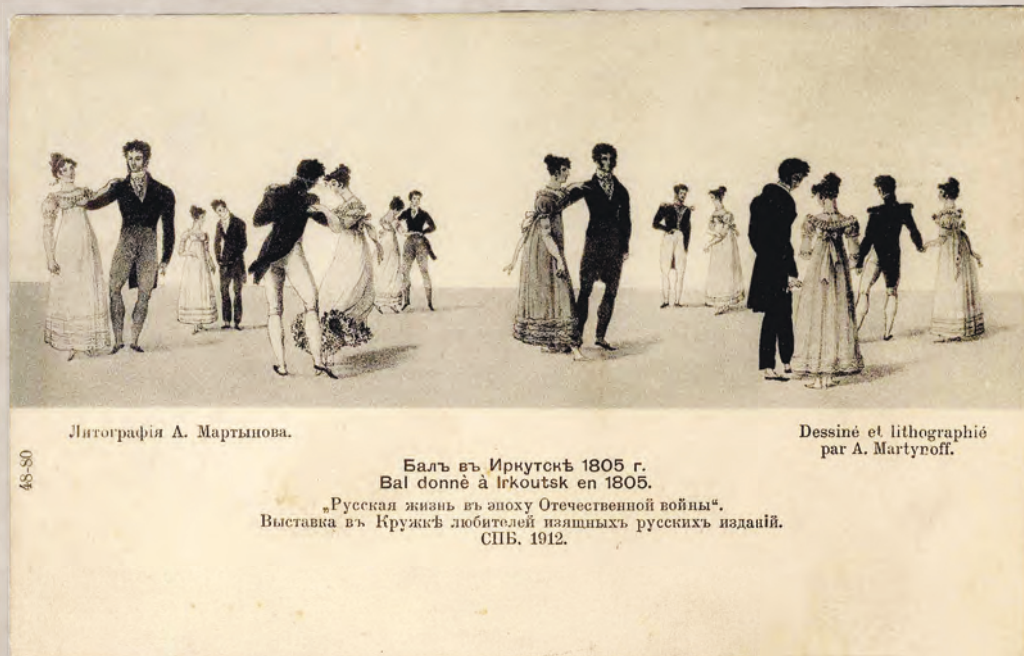 Литографія А. Мартынова.
Dessiné et lithographié
par A. Martynoff.
48-80
Балъ въ Иркутскѣ 1805 г.
Bal donnè à Irkoutsk en 1805.
„Русская жизнь въ эпоху Отечественной войны“.
Выставка въ Кружкѣ любителей изящныхъ русскихъ изданій.
СПБ. 1912.